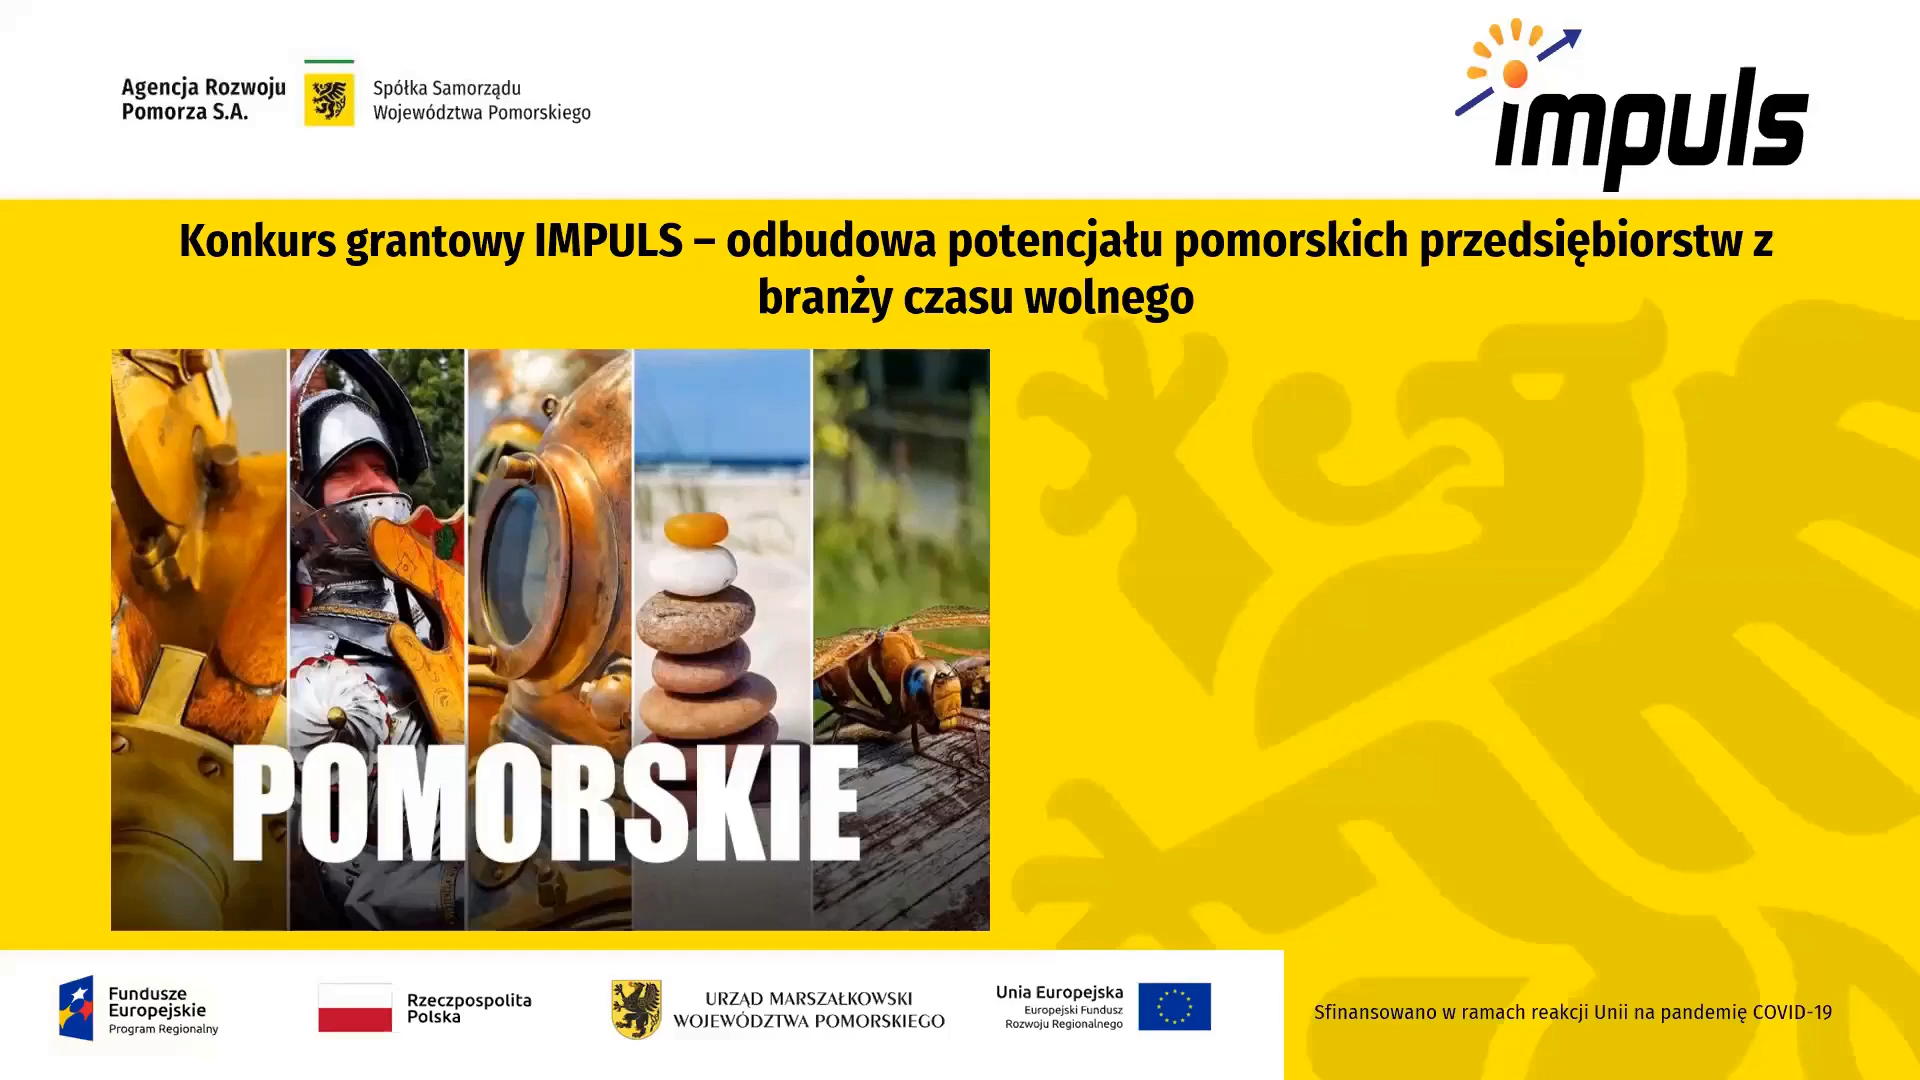 Agencja Rozwoju
Pomorza S.A.
Spółka Samorządu
Województwa Pomorskiego
impuls
Konkurs grantowy IMPULS – odbudowa potencjału pomorskich przedsiębiorstw z
branży czasu wolnego
POMORSKIE
Fundusze
Europejskie
Program Regionalny
Rzeczpospolita
Polska
URZĄD MARSZAŁKOWSKI
WOJEWÓDZTWA POMORSKIEGO
Unia Europejska
Europejski Fundusz
Rozwoju Regionalnego
Sfinansowano w ramach reakcji Unii na pandemię COVID-19